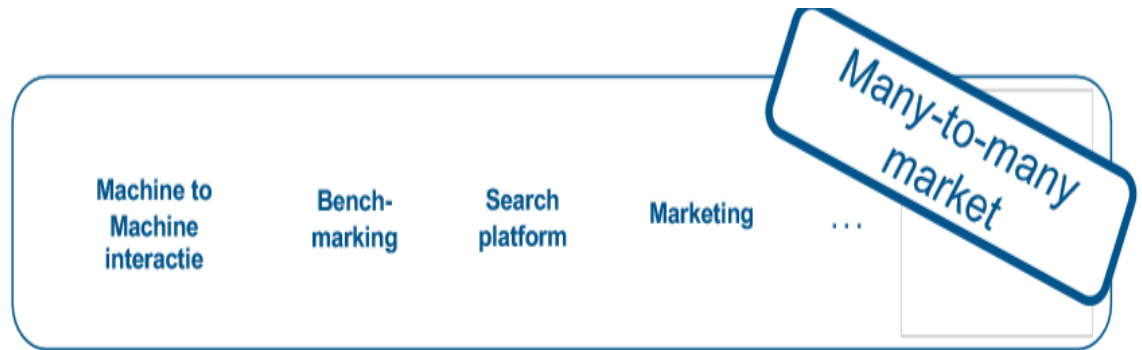 Machine to
Machine
interactie
Bench-
marking
Search
platform
Marketing
...
Many-to-many
market